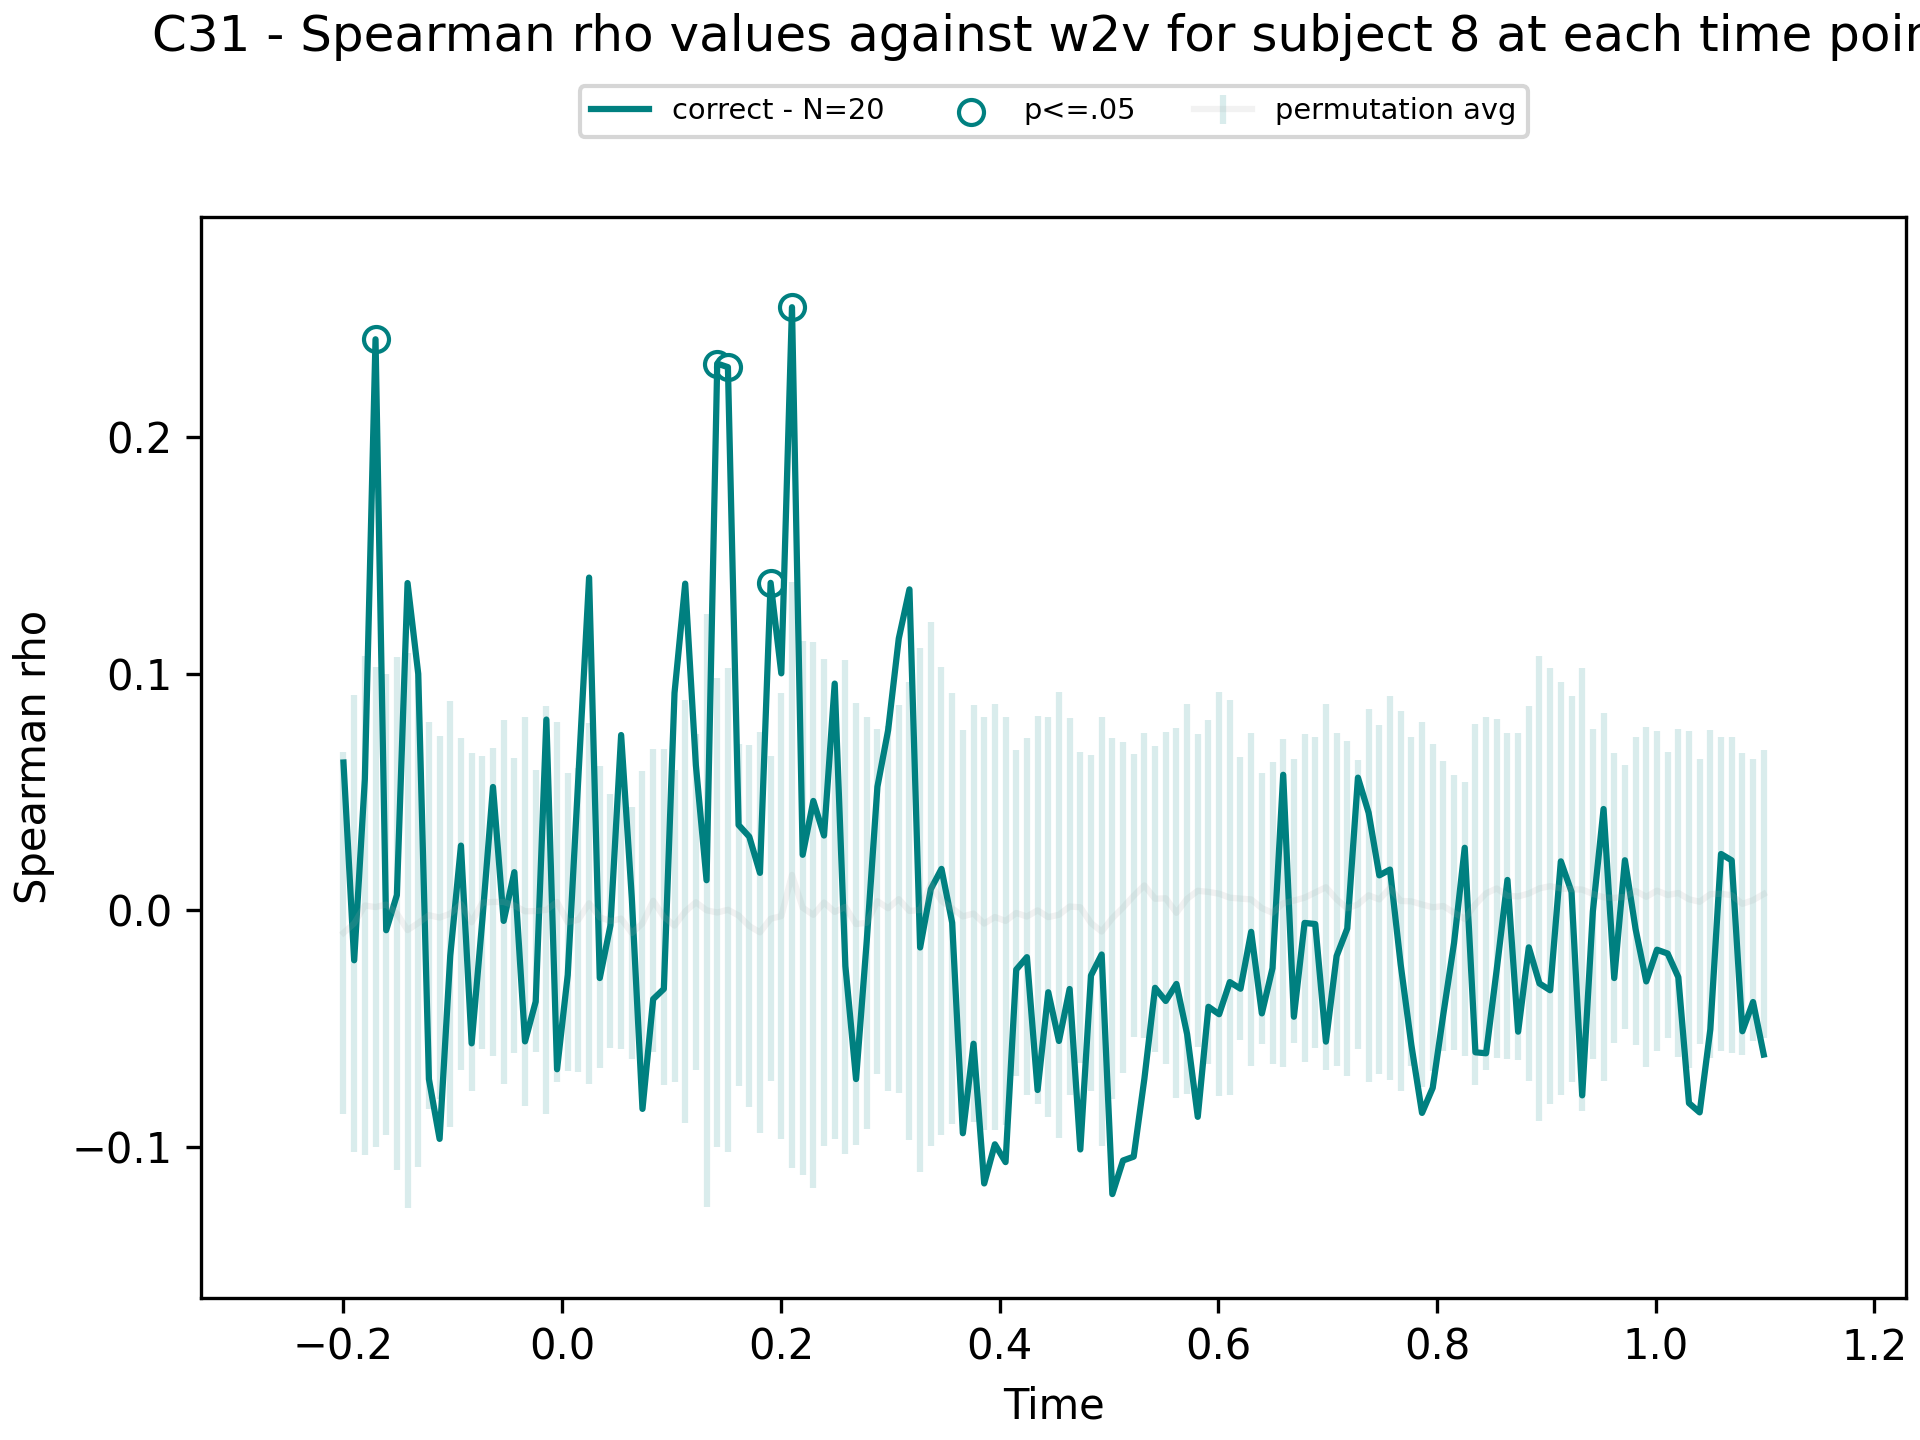 C31 - Spearman rho values against w2v for subject 8 at each time poin
correct - N=20 p<=.05 permutation avg
Spearman rho
0.2
0.1
0.0
−0.1
−0.2 0.0 0.2 0.4 0.6 0.8 1.0 1.2
Time